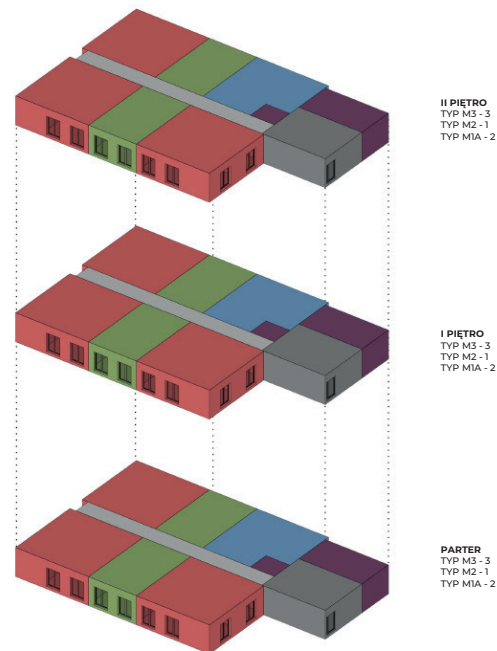 II PIĘTRO
TYP M3 - 3
TYP M2 - 1
TYP M1A - 2
I PIĘTRO
TYP M3 - 3
TYP M2 - 1
TYP M1A - 2
PARTER
TYP M3 - 3
TYP M2 - 1
TYP M1A - 2